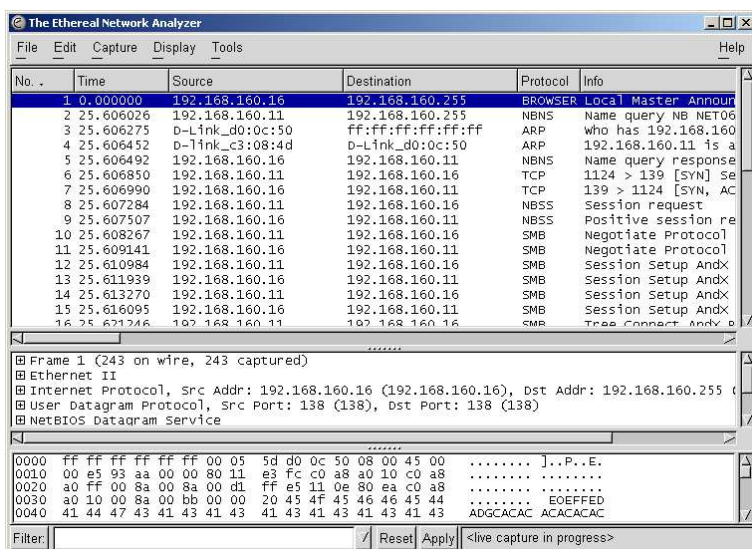 The Ethereal Network Analyzer
File Edit Capture Display Tools Help
No. . Time Source Destination Protocol Info
1 0.000000 192.168.160.16 192.168.160.255 BROWSER Local Master Announ
2 25.606026 192.168.160.11 192.168.160.255 NBNS Name query NB NET06
3 25.606275 D-Link_d0:0c:50 ff:ff:ff:ff:ff:ff ARP who has 192.168.160
4 25.606452 D-link_c3:08:4d D-Link_d0:0c:50 ARP 192.168.160.11 is a
5 25.606492 192.168.160.16 192.168.160.11 NBNS Name query response
6 25.606850 192.168.160.11 192.168.160.16 TCP 1124 > 139 [SYN] Se
7 25.606990 192.168.160.16 192.168.160.11 TCP 139 > 1124 [SYN, AC
8 25.607284 192.168.160.11 192.168.160.16 NBSS Session request
9 25.607507 192.168.160.16 192.168.160.11 NBSS Positive session re
10 25.608267 192.168.160.11 192.168.160.16 SMB Negotiate Protocol
11 25.609141 192.168.160.16 192.168.160.11 SMB Negotiate Protocol
12 25.610984 192.168.160.11 192.168.160.16 SMB Session Setup AndX
13 25.611939 192.168.160.16 192.168.160.11 SMB Session Setup AndX
14 25.613270 192.168.160.11 192.168.160.16 SMB Session Setup AndX
15 25.616095 192.168.160.16 192.168.160.11 SMB Session Setup AndX
16 25.621246 192.168.160.11 192.168.160.16 SMB Tree Connect AndX R
Frame 1 (243 on wire, 243 captured)
Ethernet II
Internet Protocol, Src Addr: 192.168.160.16 (192.168.160.16), Dst Addr: 192.168.160.255 (
User Datagram Protocol, Src Port: 138 (138), Dst Port: 138 (138)
NetBIOS Datagram Service
0000 ff ff ff ff ff ff 00 05 5d d0 0c 50 08 00 45 00 ........ ]..P..E.
0010 00 e5 93 aa 00 00 80 11 e3 fc c0 a8 a0 10 c0 a8 ........ ........
0020 a0 ff 00 8a 00 8a 00 d1 ff e5 11 0e 80 ea c0 a8 ........ ........
0030 a0 10 00 8a 00 bb 00 00 20 45 4f 45 46 46 45 44 ........ EOEFFED
0040 41 44 47 43 41 43 41 43 41 43 41 43 41 43 41 43 ADGCACAC ACACACAC
Filter: Reset Apply <live capture in progress>